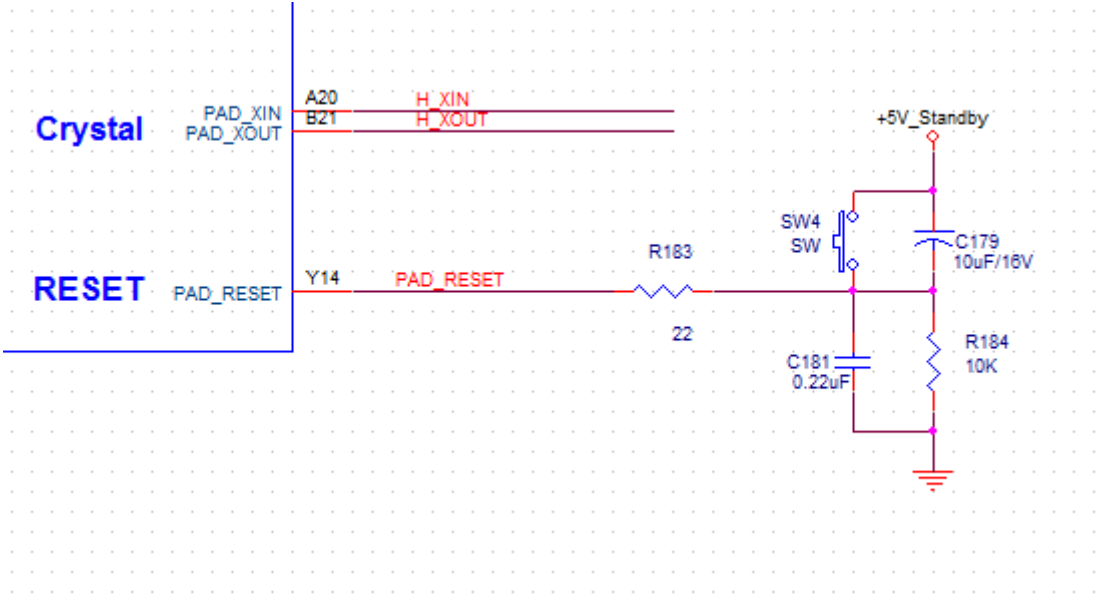 A20
H_XIN
PAD_XIN
B21
H_XOUT
Crystal
PAD_XOUT
+5V_Standby
SW4
SW
C179
10uF/16V
R183
RESET
PAD_RESET
Y14
PAD_RESET
22
R184
10K
C181
0.22uF